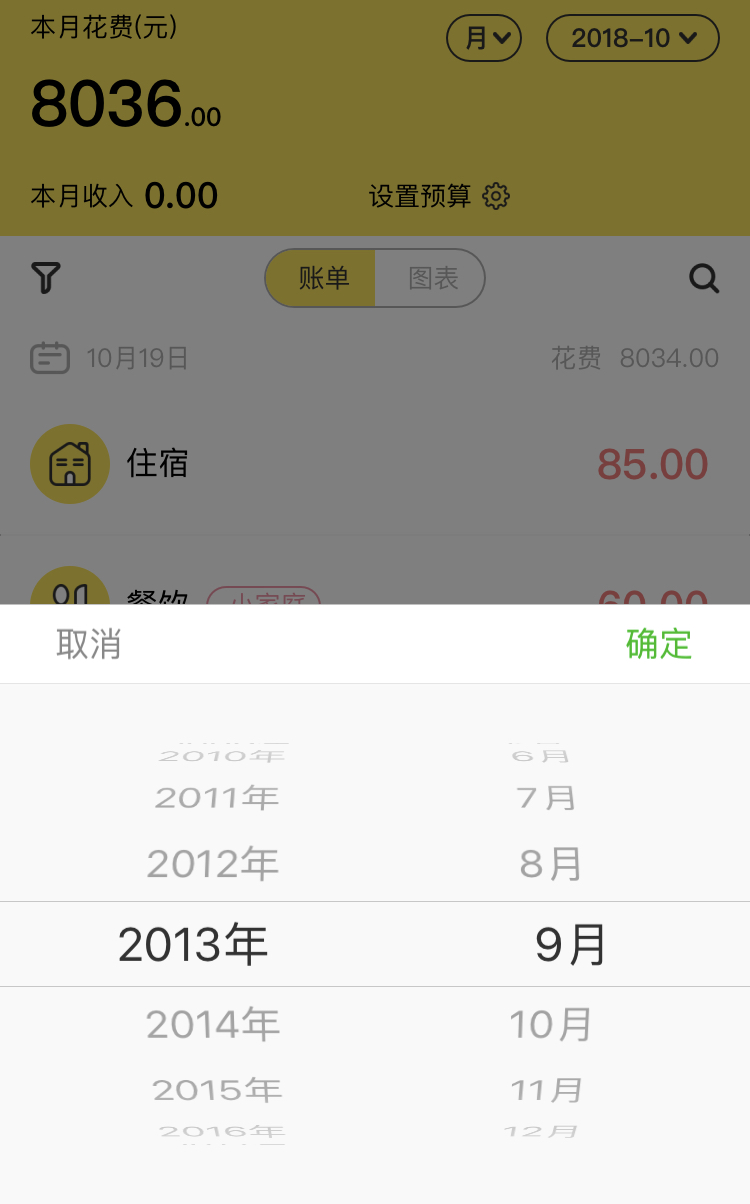 本月花费(元)
月
2018-10
8036.00
本月收入 0.00
设置预算
账单
图表
10月19日
花费 8034.00
住宿
85.00
餐饮
小家庭
60.00
取消
确定
2010年 6月
2011年 7月
2012年 8月
2013年 9月
2014年 10月
2015年 11月
2016年 12月